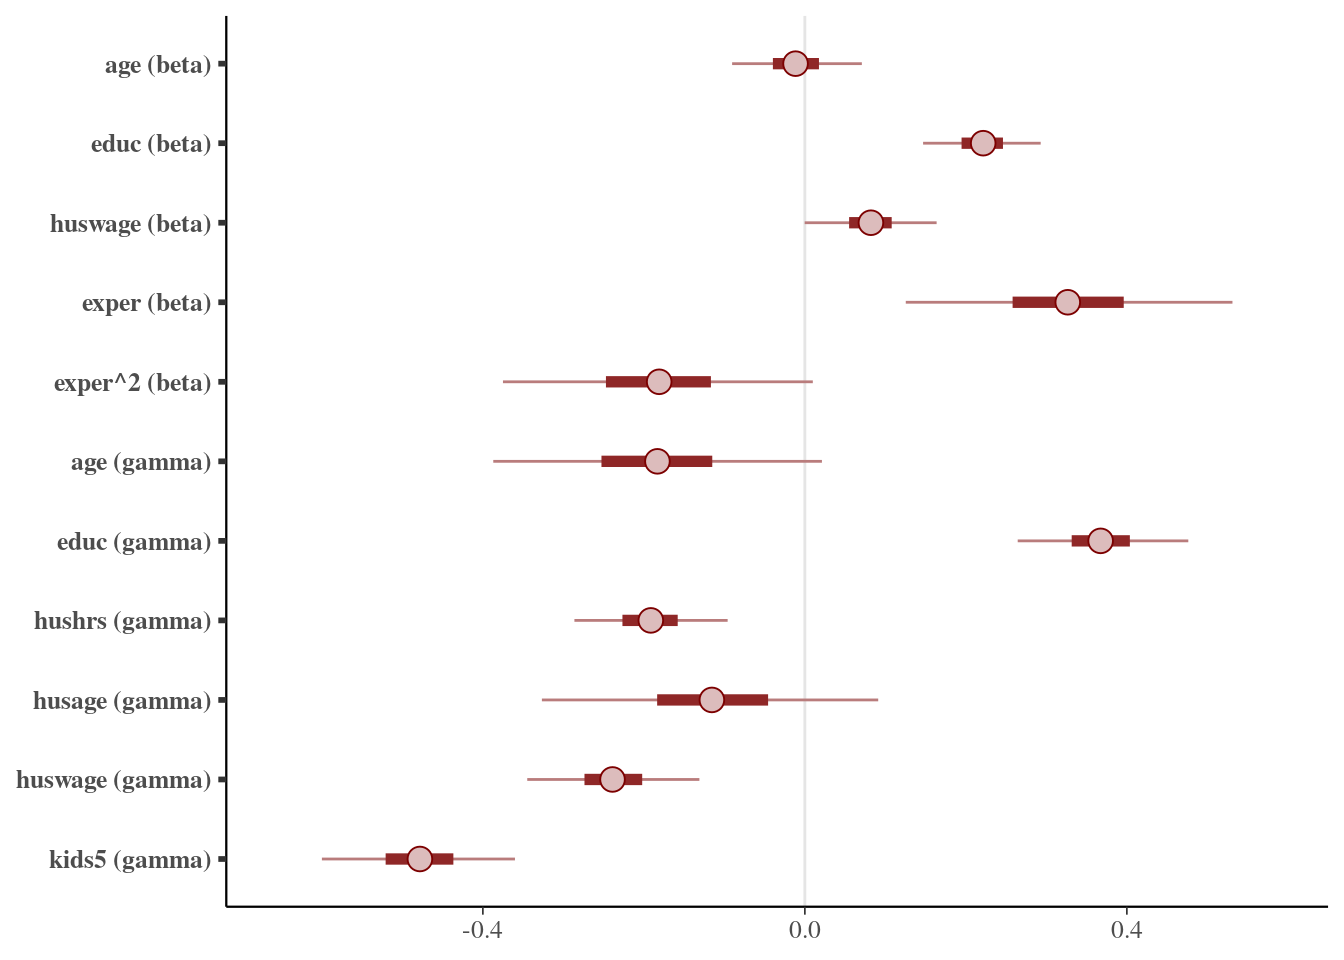 age (beta)
educ (beta)
huswage (beta)
exper (beta)
exper^2 (beta)
age (gamma)
educ (gamma)
hushrs (gamma)
husage (gamma)
huswage (gamma)
kids5 (gamma)
-0.4 0.0 0.4